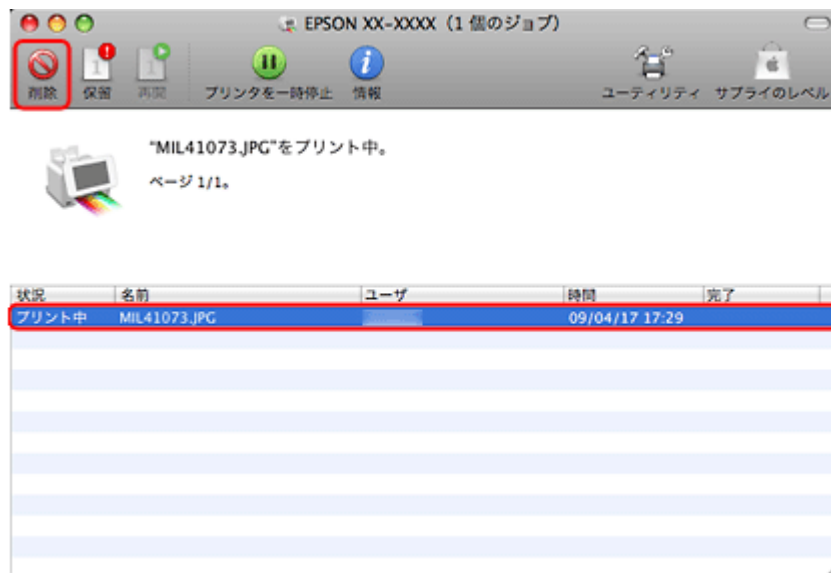 EPSON XX-XXXX（1 個のジョブ）
削除 保留 再開 プリンタを一時停止 情報 ユーティリティ サプライのレベル
"MIL41073.JPG"をプリント中。
ページ 1/1。
状況 名前 ユーザ 時間 完了
プリント中 MIL41073.JPG 09/04/17 17:29